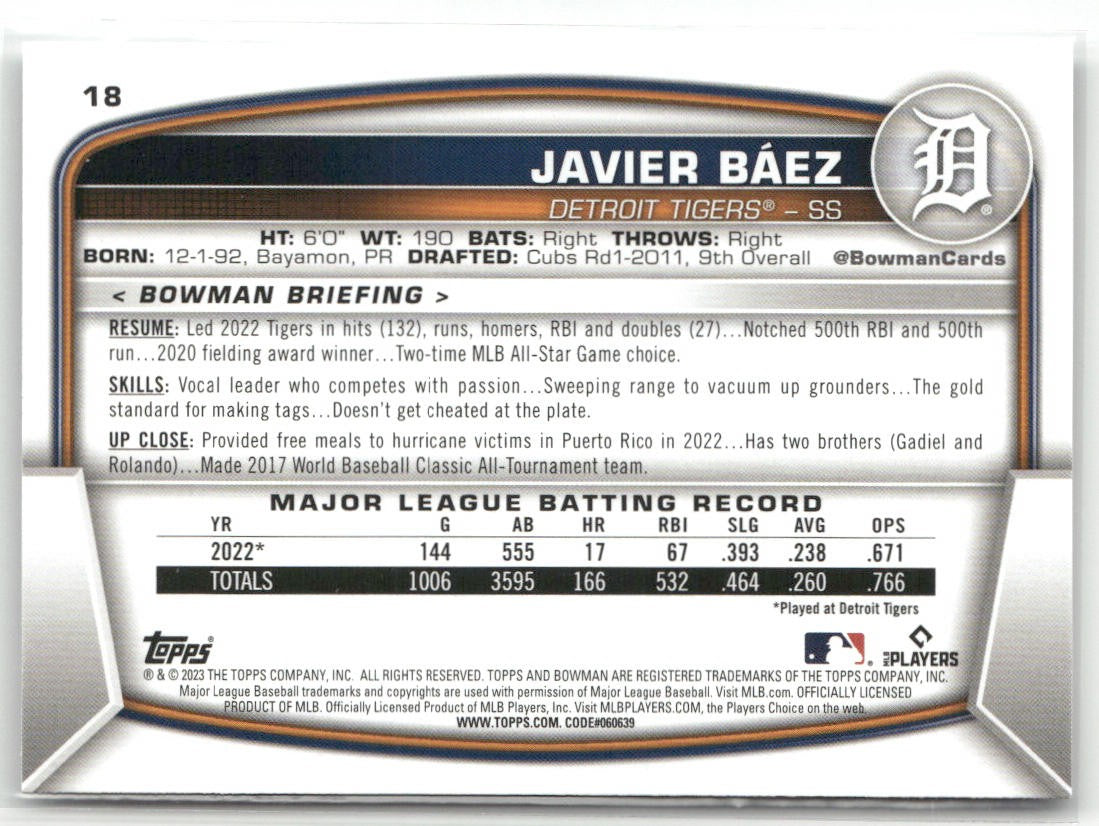 18
JAVIER BÁEZ
DETROIT TIGERS® – SS
D®
HT: 6'0" WT: 190 BATS: Right THROWS: Right
BORN: 12-1-92, Bayamon, PR DRAFTED: Cubs Rd1-2011, 9th Overall @BowmanCards
< BOWMAN BRIEFING >
RESUME: Led 2022 Tigers in hits (132), runs, homers, RBI and doubles (27)...Notched 500th RBI and 500th
run...2020 fielding award winner...Two-time MLB All-Star Game choice.
SKILLS: Vocal leader who competes with passion...Sweeping range to vacuum up grounders...The gold
standard for making tags...Doesn't get cheated at the plate.
UP CLOSE: Provided free meals to hurricane victims in Puerto Rico in 2022...Has two brothers (Gadiel and
Rolando)...Made 2017 World Baseball Classic All-Tournament team.
MAJOR LEAGUE BATTING RECORD
YR G AB HR RBI SLG AVG OPS
2022* 144 555 17 67 .393 .238 .671
TOTALS 1006 3595 166 532 .464 .260 .766
*Played at Detroit Tigers
TOPPS® MLB PLAYERS
® & © 2023 THE TOPPS COMPANY, INC. ALL RIGHTS RESERVED. TOPPS AND BOWMAN ARE REGISTERED TRADEMARKS OF THE TOPPS COMPANY, INC.
Major League Baseball trademarks and copyrights are used with permission of Major League Baseball. Visit MLB.com. OFFICIALLY LICENSED
PRODUCT OF MLB. Officially Licensed Product of MLB Players, Inc. Visit MLBPLAYERS.COM, the Players Choice on the web.
WWW.TOPPS.COM. CODE#060639